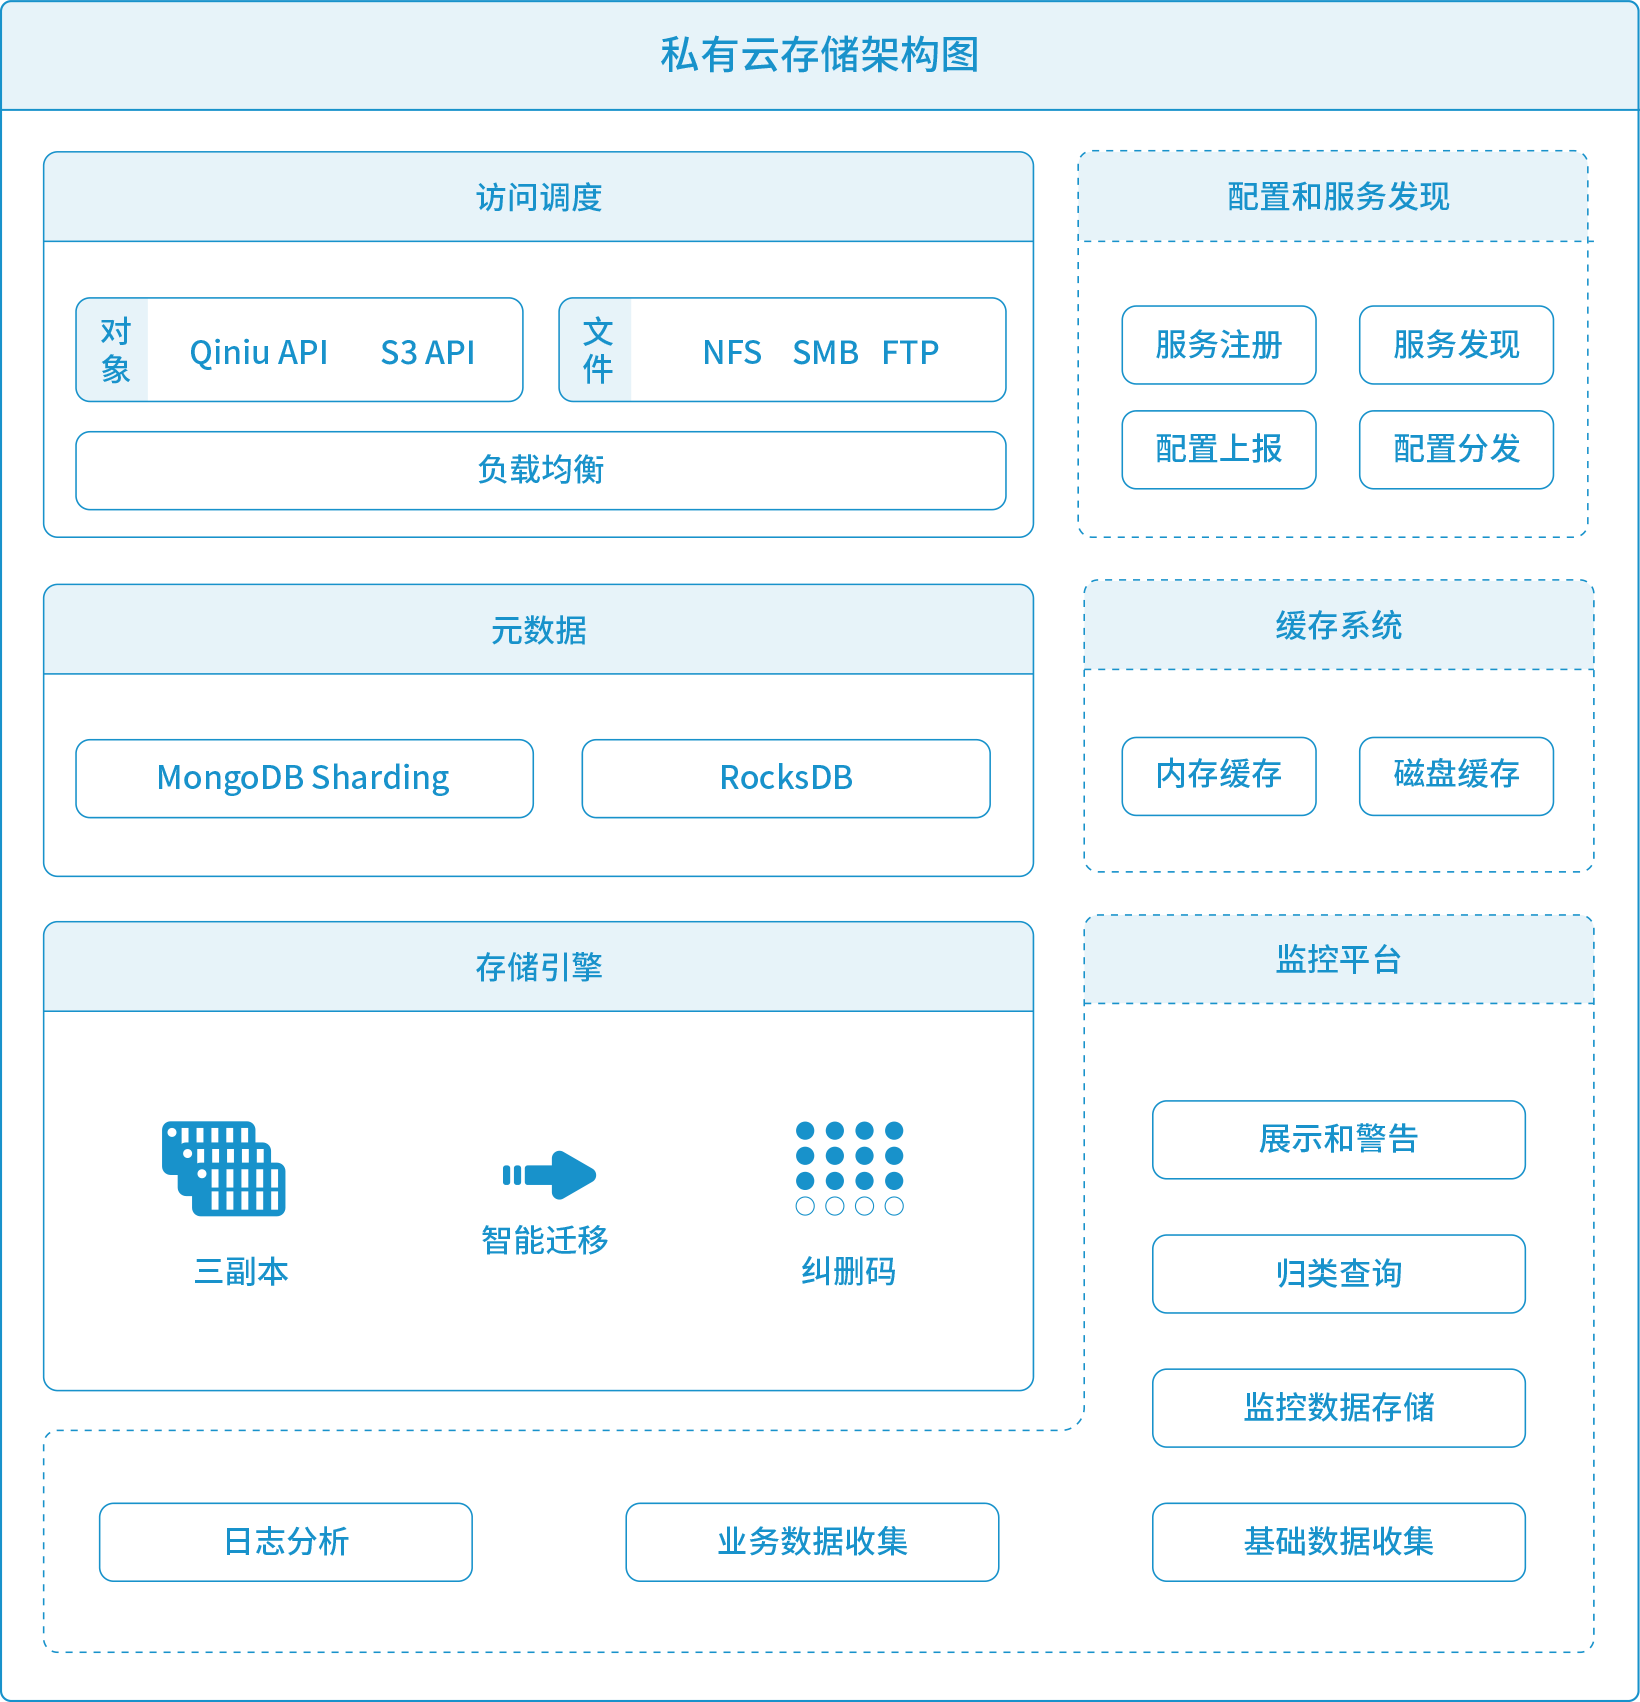 私有云存储架构图
访问调度
对象
Qiniu API S3 API
文件
NFS SMB FTP
负载均衡
配置和服务发现
服务注册
服务发现
配置上报
配置分发
元数据
MongoDB Sharding
RocksDB
缓存系统
内存缓存
磁盘缓存
存储引擎
三副本
智能迁移
纠删码
监控平台
展示和警告
归类查询
监控数据存储
日志分析
业务数据收集
基础数据收集